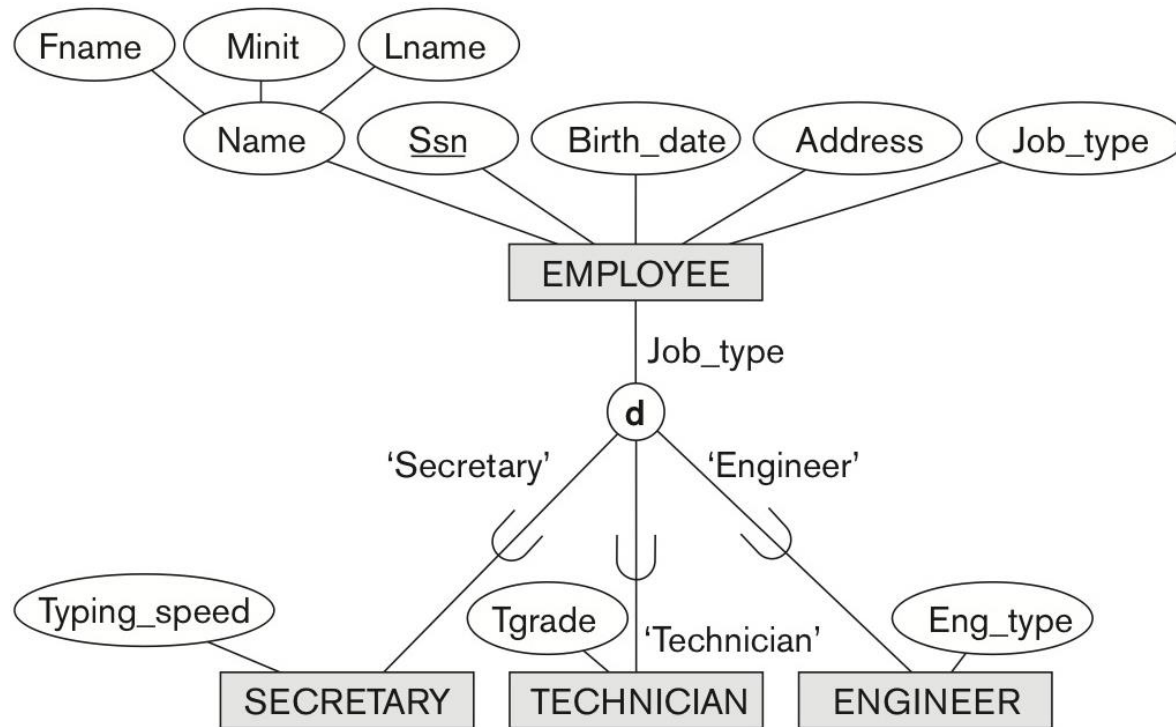 Fname
Minit
Lname
Name
Ssn
Birth_date
Address
Job_type
EMPLOYEE
Job_type
d
‘Secretary’
‘Engineer’
Typing_speed
Tgrade
‘Technician’
Eng_type
SECRETARY
TECHNICIAN
ENGINEER